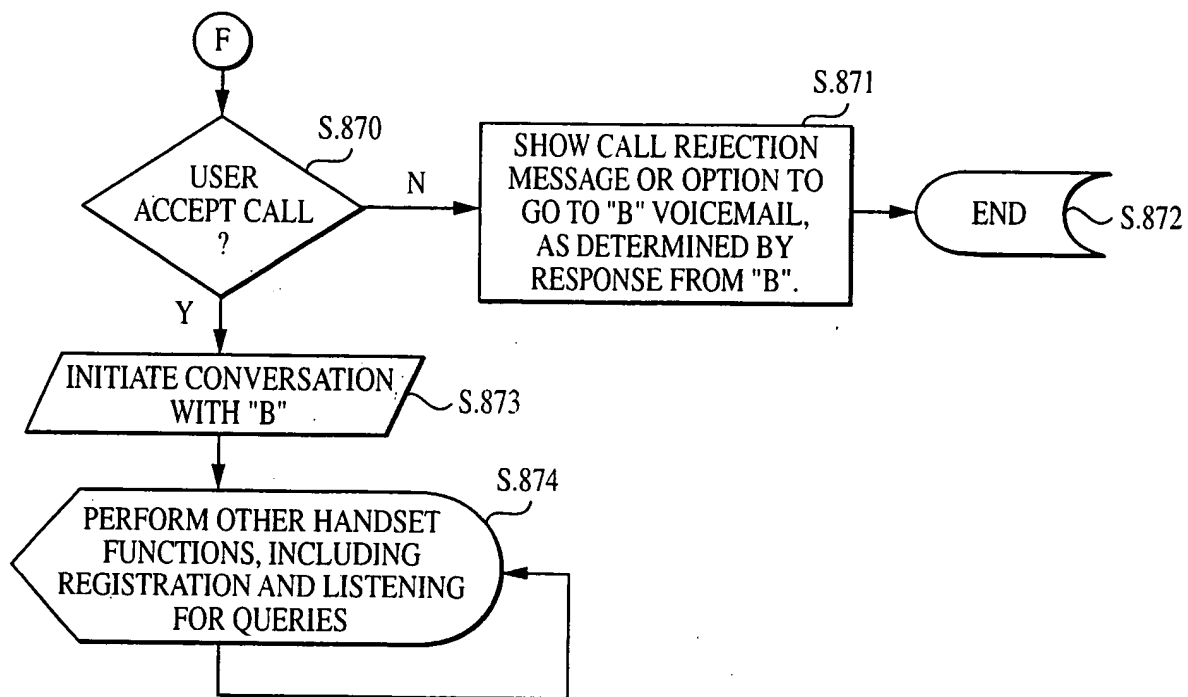 F
S.870
USER
ACCEPT CALL
?
N
Y
S.871
SHOW CALL REJECTION
MESSAGE OR OPTION TO
GO TO "B" VOICEMAIL,
AS DETERMINED BY
RESPONSE FROM "B".
END
S.872
INITIATE CONVERSATION
WITH "B"
S.873
S.874
PERFORM OTHER HANDSET
FUNCTIONS, INCLUDING
REGISTRATION AND LISTENING
FOR QUERIES